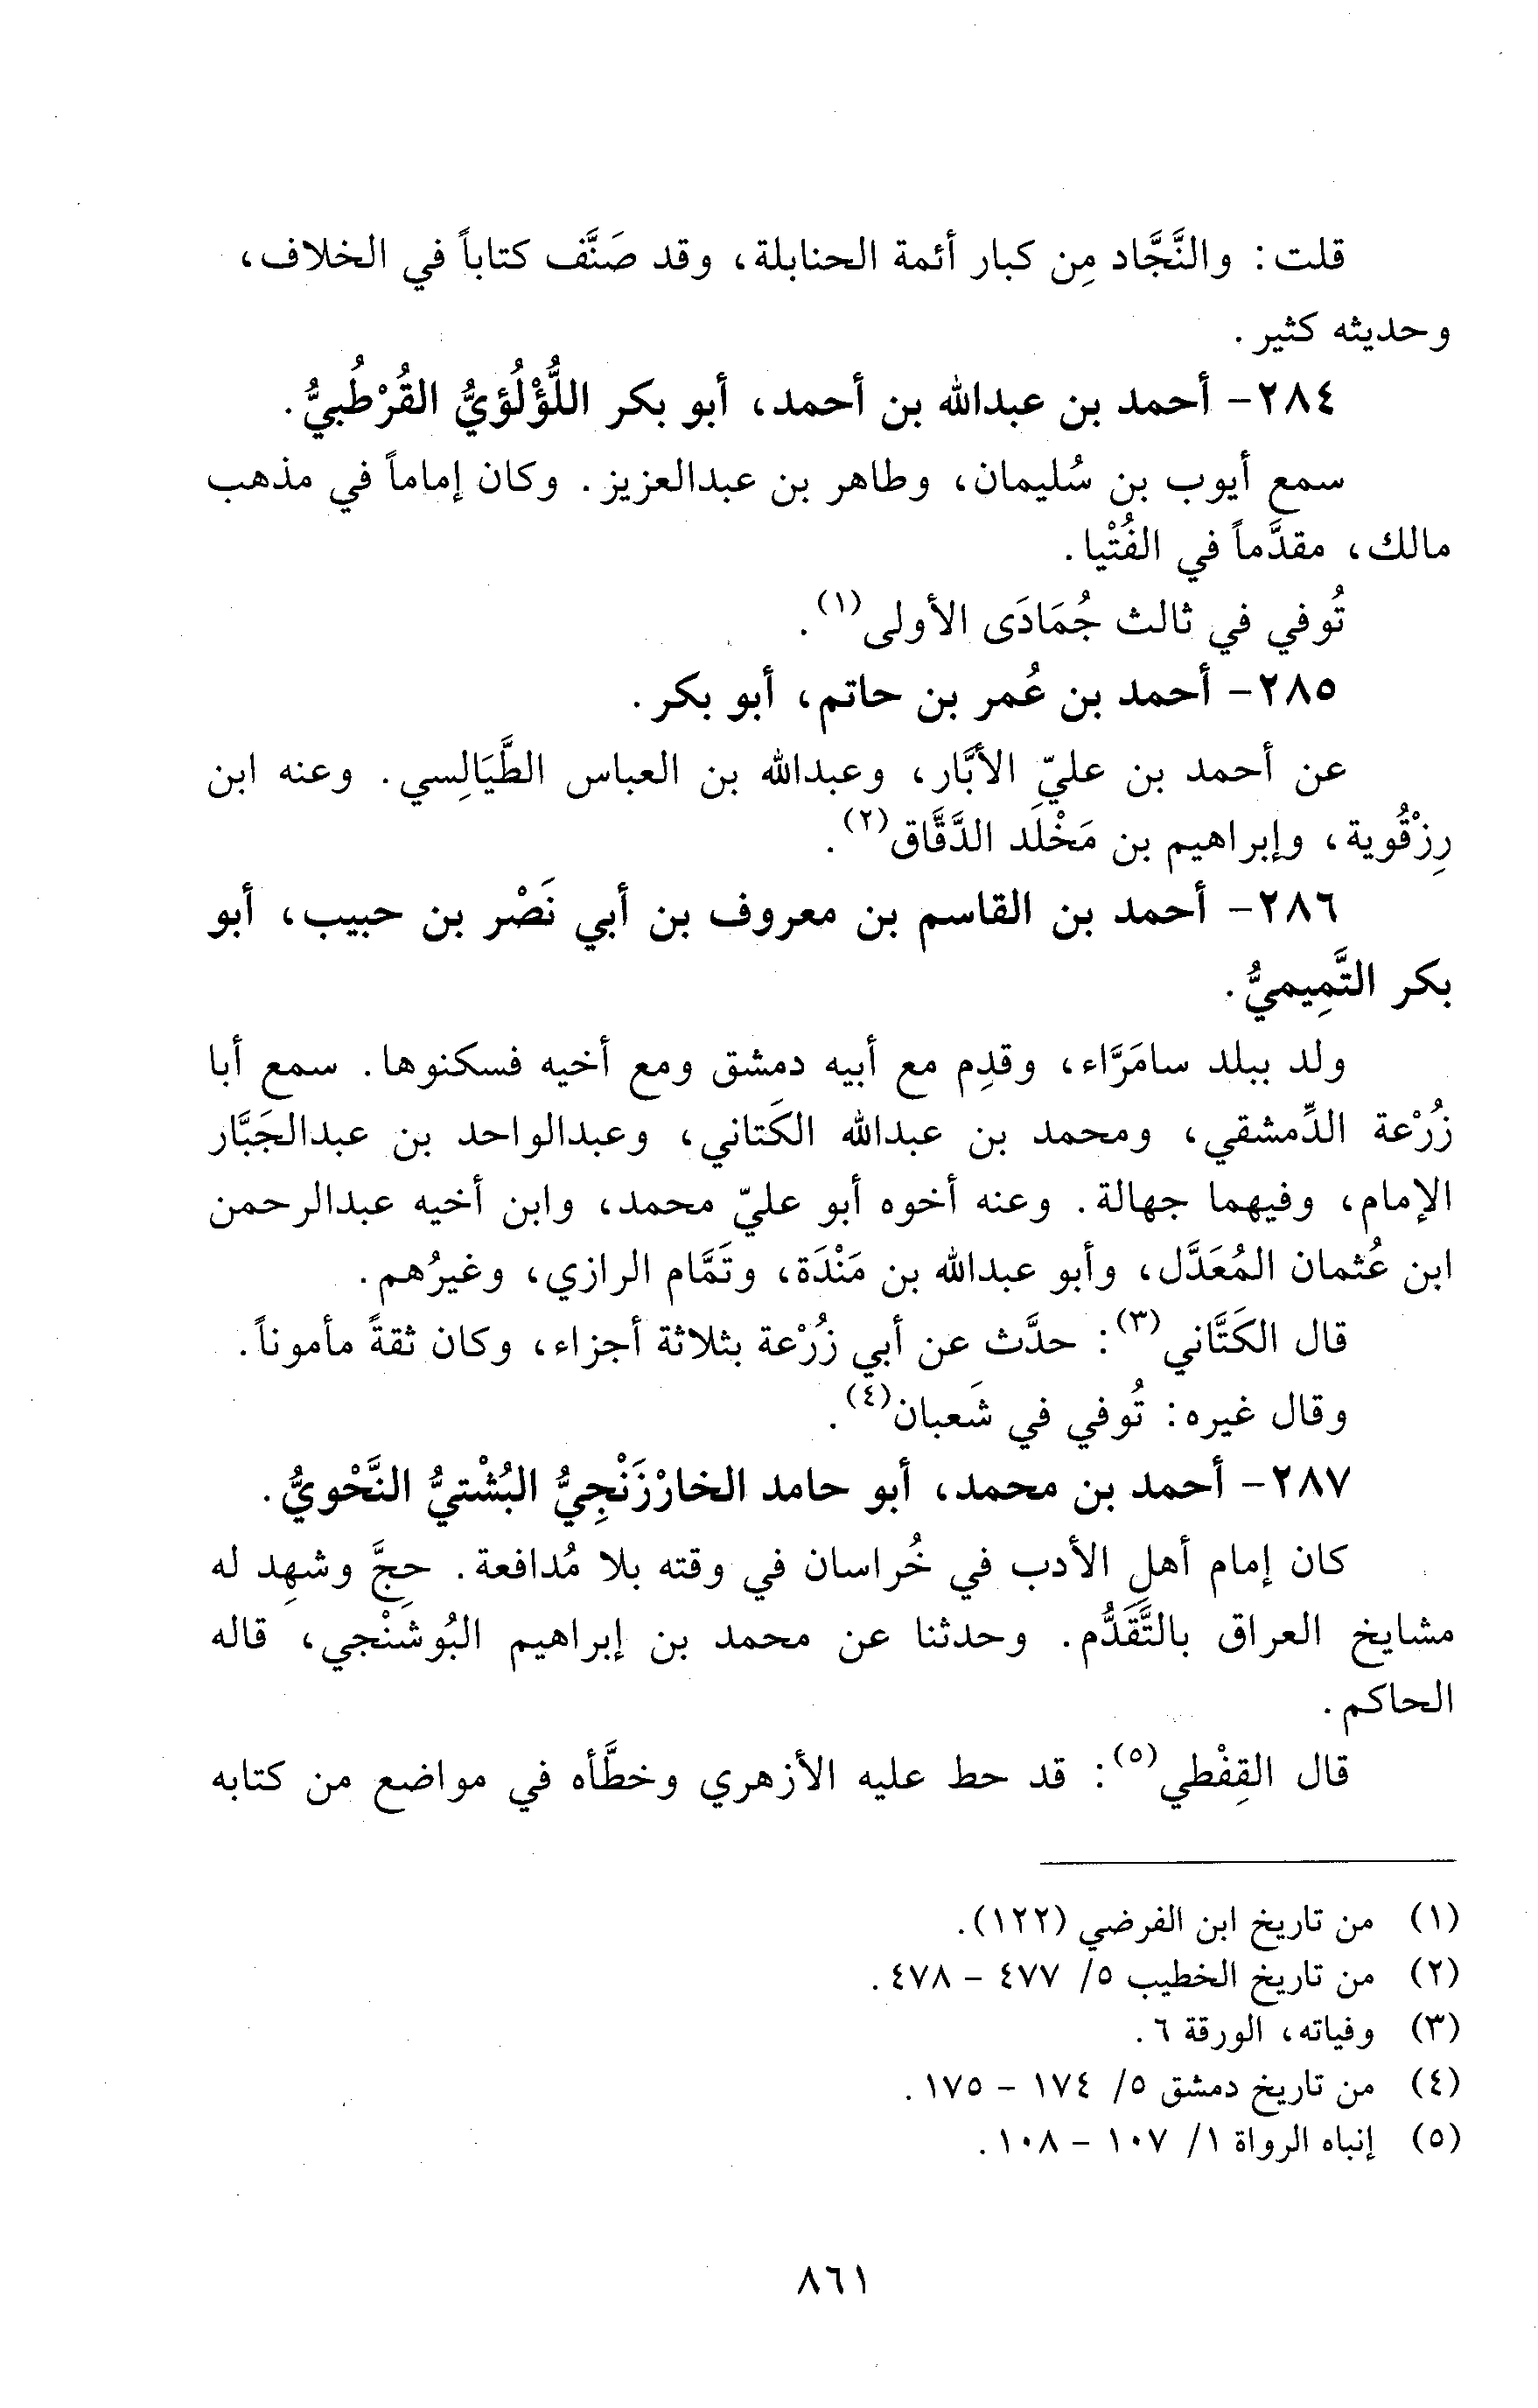 قلت: والنَّجَّاد مِن كبار أئمة الحنابلة، وقد صَنَّف كتاباً في الخلاف،
وحديثه كثير.
٢٨٤- أحمد بن عبدالله بن أحمد، أبو بكر اللُّؤْلُؤيُّ القُرْطُبيُّ.
سمع أيوب بن سُليمان، وطاهر بن عبدالعزيز. وكان إماماً في مذهب
مالك، مقدَّماً في الفُتْيا.
تُوفي في ثالث جُمَادَى الأولى(١).
٢٨٥- أحمد بن عُمر بن حاتم، أبو بكر.
عن أحمد بن عليّ الأبَّار، وعبدالله بن العباس الطَّيَالِسي. وعنه ابن
رِزْقُوية، وإبراهيم بن مَخْلَد الدَّقَّاق(٢).
٢٨٦- أحمد بن القاسم بن معروف بن أبي نَصْر بن حبيب، أبو
بكر التَّمِيميُّ.
ولد ببلد سامَرَّاء، وقدِم مع أبيه دمشق ومع أخيه فسكنوها. سمع أبا
زُرْعة الدِّمشقي، ومحمد بن عبدالله الكَتاني، وعبدالواحد بن عبدالجَبَّار
الإمام، وفيهما جهالة. وعنه أخوه أبو عليّ محمد، وابن أخيه عبدالرحمن
ابن عُثمان المُعَدَّل، وأبو عبدالله بن مَنْدَة، وتَمَّام الرازي، وغيرُهم.
قال الكَتَّاني(٣): حدَّث عن أبي زُرْعة بثلاثة أجزاء، وكان ثقةً مأموناً.
وقال غيره: تُوفي في شَعبان(٤).
٢٨٧- أحمد بن محمد، أبو حامد الخارْزَنْجِيُّ البُشْتيُّ النَّحْويُّ.
كان إمام أهلِ الأدب في خُراسان في وقته بلا مُدافعة. حجَّ وشهِد له
مشايخ العراق بالتَّقَدُّم. وحدثنا عن محمد بن إبراهيم البُوشَنْجي، قاله
الحاكم.
قال القِفْطي(٥): قد حط عليه الأزهري وخطَّأه في مواضع من كتابه
(١) من تاريخ ابن الفرضي (١٢٢).
(٢) من تاريخ الخطيب ٥/ ٤٧٧ - ٤٧٨.
(٣) وفياته، الورقة ٦.
(٤) من تاريخ دمشق ٥/ ١٧٤ - ١٧٥.
(٥) إنباه الرواة ١/ ١٠٧ - ١٠٨.
٨٦١